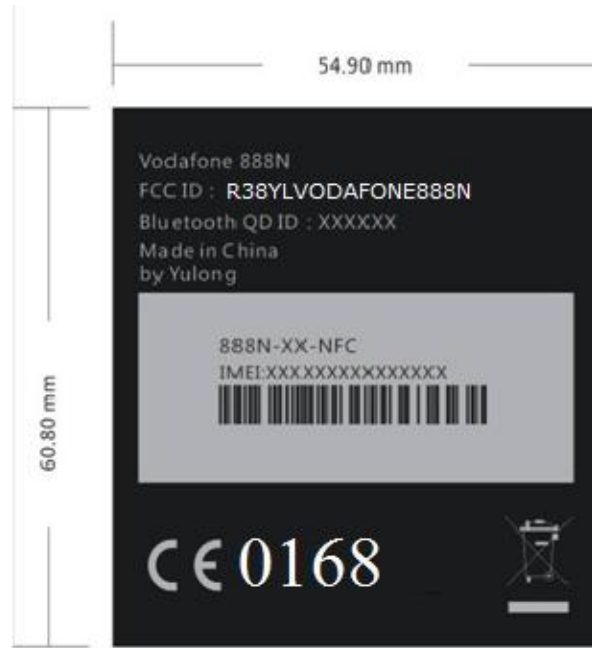 54.90 mm
60.80 mm
Vodafone 888N
FCC ID : R38YLVODAFONE888N
Bluetooth QD ID : XXXXXX
Made in China
by Yulong
888N-XX-NFC
IMEI:XXXXXXXXXXXXXXX
CE 0168